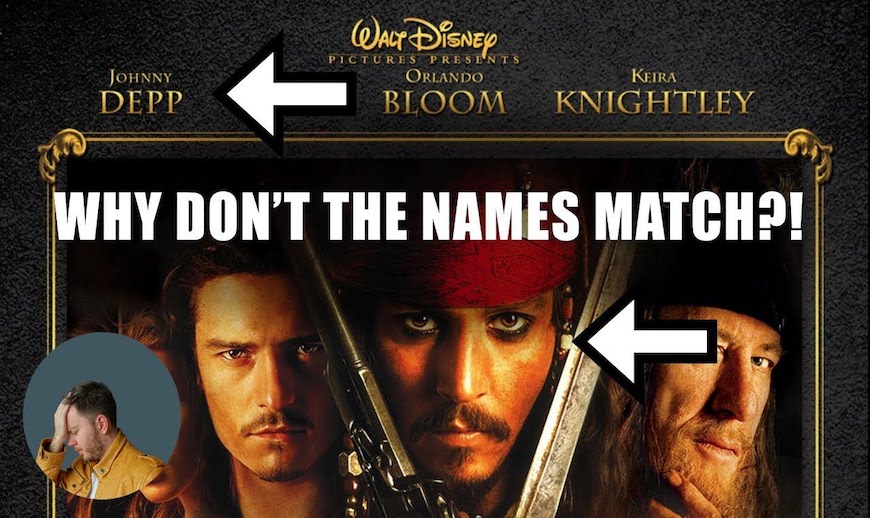 WALT DISNEY
PICTURES PRESENTS
JOHNNY
DEPP
ORLANDO
BLOOM
KEIRA
KNIGHTLEY
WHY DON'T THE NAMES MATCH?!